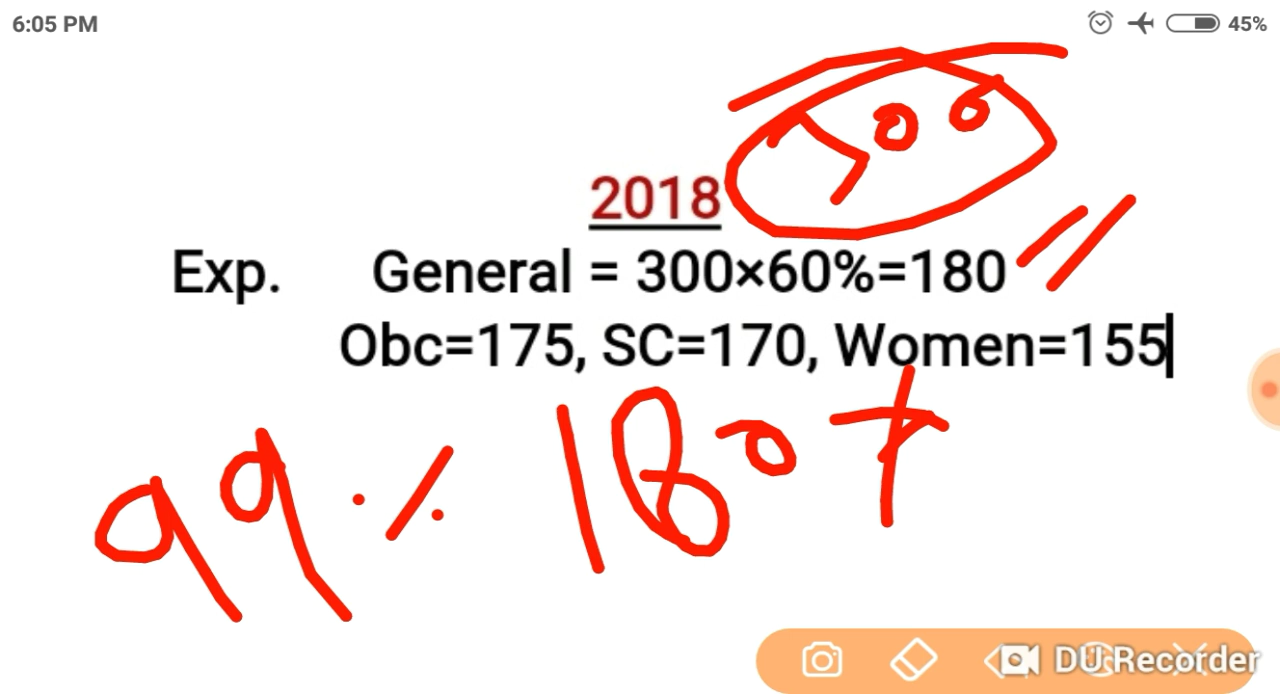 6:05 PM 45%
300
2018
Exp. General = 300×60%=180
Obc=175, SC=170, Women=155
99% 180+
DU Recorder